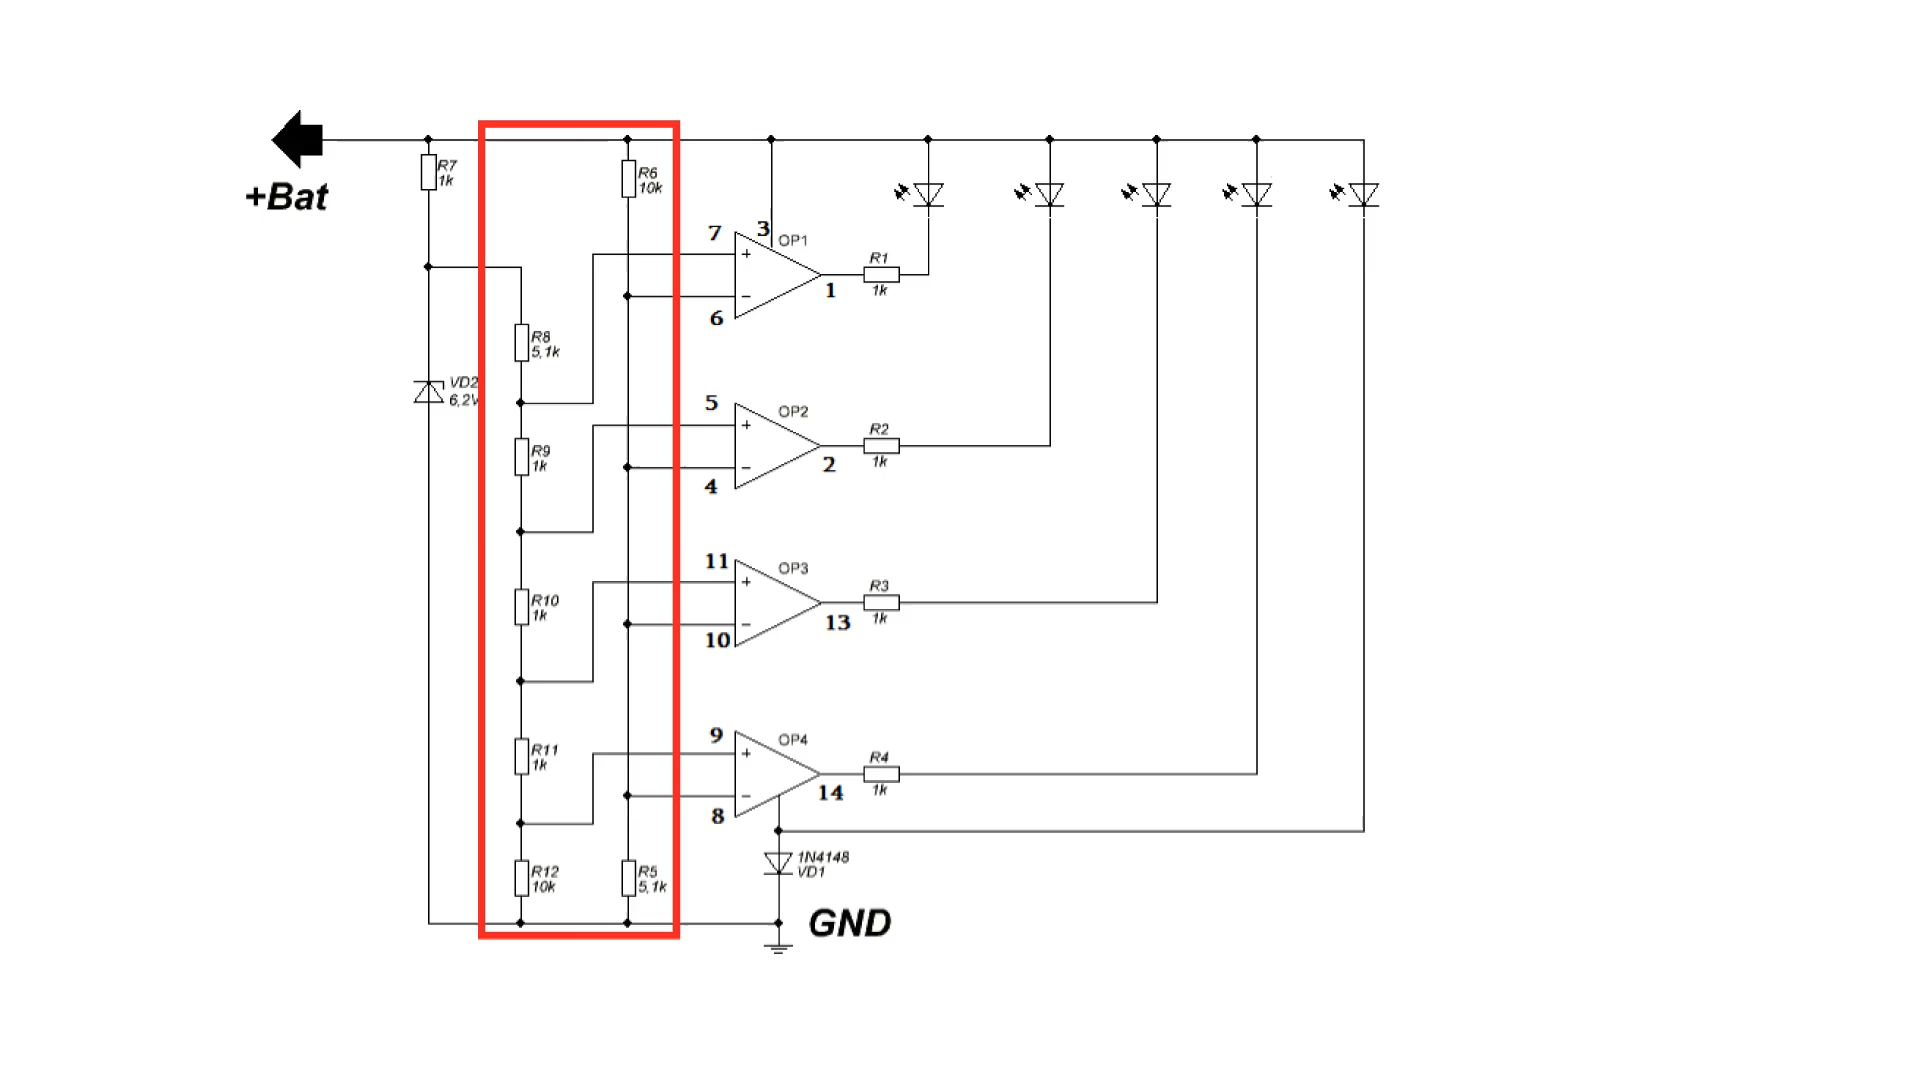 +Bat
R7
1k
R6
10k
7
3
OP1
+
R1
1k
1
6
−
R8
5,1k
VD2
6,2V
5
OP2
+
R2
1k
2
4
−
R9
1k
11
OP3
+
R3
1k
13
10
−
R10
1k
9
OP4
+
R4
1k
14
8
−
R11
1k
R12
10k
R5
5,1k
1N4148
VD1
GND